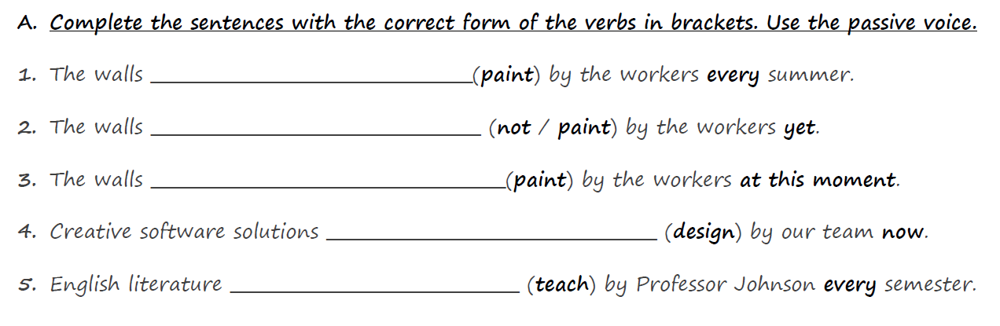 A. Complete the sentences with the correct form of the verbs in brackets. Use the passive voice.
1. The walls ______________________________(paint) by the workers every summer.
2. The walls ______________________________ (not / paint) by the workers yet.
3. The walls ________________________________(paint) by the workers at this moment.
4. Creative software solutions ______________________________ (design) by our team now.
5. English literature __________________________ (teach) by Professor Johnson every semester.